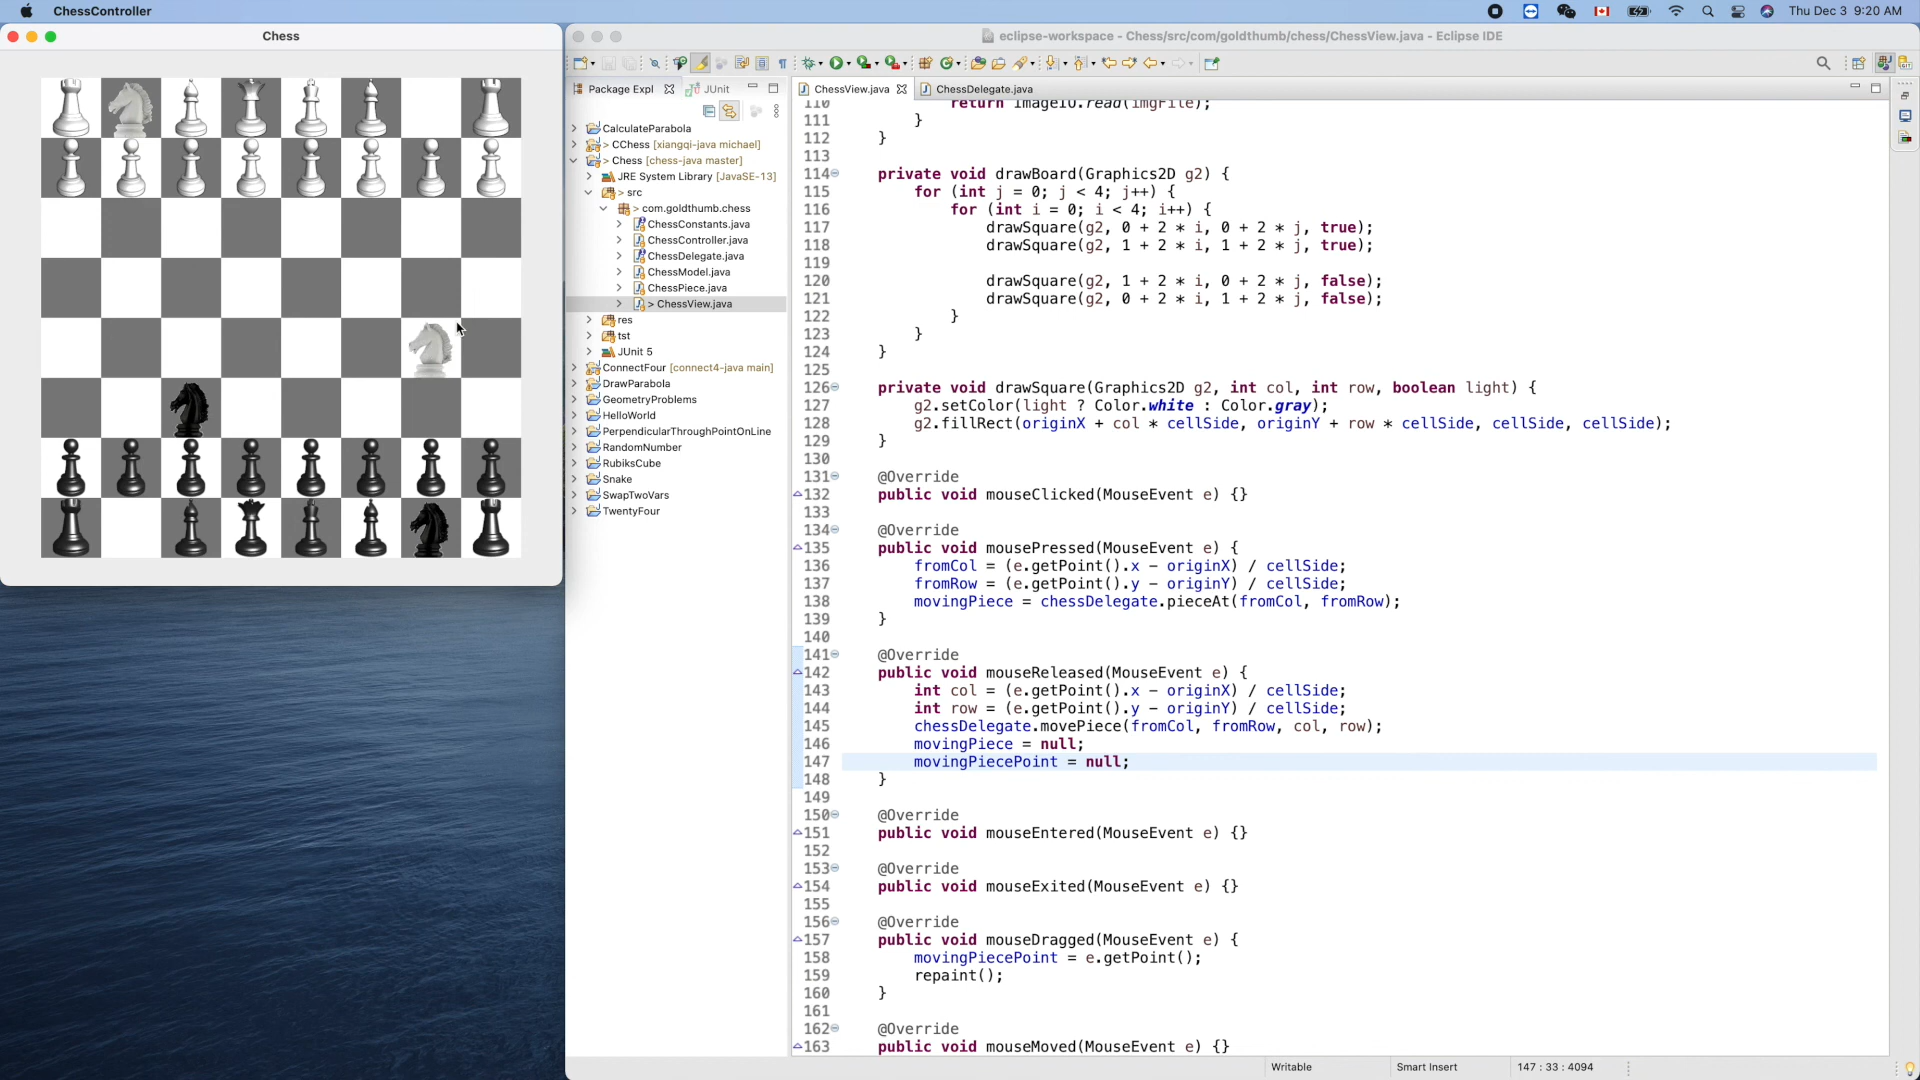 ChessController
Thu Dec 3 9:20 AM
Chess
eclipse-workspace - Chess/src/com/goldthumb/chess/ChessView.java - Eclipse IDE
Package Expl
JUnit
CalculateParabola
> CChess [xiangqi-java michael]
> Chess [chess-java master]
JRE System Library [JavaSE-13]
> src
> com.goldthumb.chess
ChessConstants.java
ChessController.java
ChessDelegate.java
ChessModel.java
ChessPiece.java
> ChessView.java
res
tst
JUnit 5
ConnectFour [connect4-java main]
DrawParabola
GeometryProblems
HelloWorld
PerpendicularThroughPointOnLine
RandomNumber
RubiksCube
Snake
SwapTwoVars
TwentyFour
ChessView.java
ChessDelegate.java
110 return ImageIO.read(imgFile);
111 }
112 }
113
114 private void drawBoard(Graphics2D g2) {
115 for (int j = 0; j < 4; j++) {
116 for (int i = 0; i < 4; i++) {
117 drawSquare(g2, 0 + 2 * i, 0 + 2 * j, true);
118 drawSquare(g2, 1 + 2 * i, 1 + 2 * j, true);
119
120 drawSquare(g2, 1 + 2 * i, 0 + 2 * j, false);
121 drawSquare(g2, 0 + 2 * i, 1 + 2 * j, false);
122 }
123 }
124 }
125
126 private void drawSquare(Graphics2D g2, int col, int row, boolean light) {
127 g2.setColor(light ? Color.white : Color.gray);
128 g2.fillRect(originX + col * cellSide, originY + row * cellSide, cellSide, cellSide);
129 }
130
131 @Override
132 public void mouseClicked(MouseEvent e) {}
133
134 @Override
135 public void mousePressed(MouseEvent e) {
136 fromCol = (e.getPoint().x - originX) / cellSide;
137 fromRow = (e.getPoint().y - originY) / cellSide;
138 movingPiece = chessDelegate.pieceAt(fromCol, fromRow);
139 }
140
141 @Override
142 public void mouseReleased(MouseEvent e) {
143 int col = (e.getPoint().x - originX) / cellSide;
144 int row = (e.getPoint().y - originY) / cellSide;
145 chessDelegate.movePiece(fromCol, fromRow, col, row);
146 movingPiece = null;
147 movingPiecePoint = null;
148 }
149
150 @Override
151 public void mouseEntered(MouseEvent e) {}
152
153 @Override
154 public void mouseExited(MouseEvent e) {}
155
156 @Override
157 public void mouseDragged(MouseEvent e) {
158 movingPiecePoint = e.getPoint();
159 repaint();
160 }
161
162 @Override
163 public void mouseMoved(MouseEvent e) {}
Writable
Smart Insert
147 : 33 : 4094